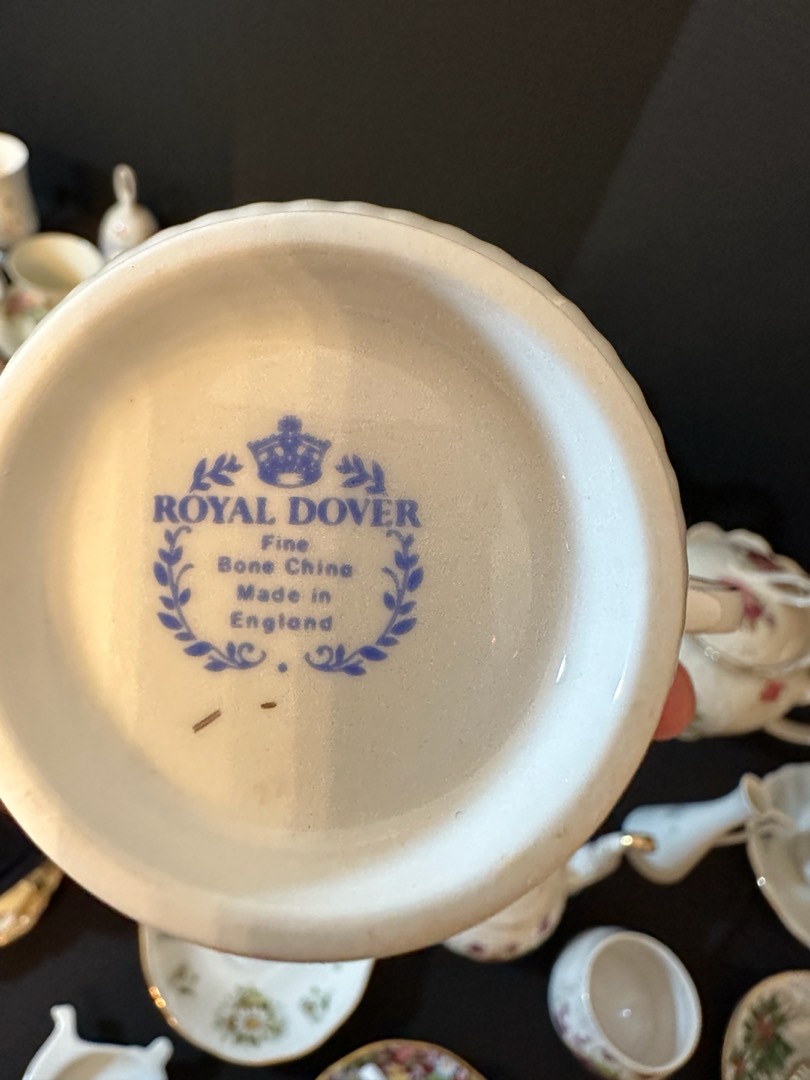 ROYAL DOVER
Fine
Bone China
Made in
England